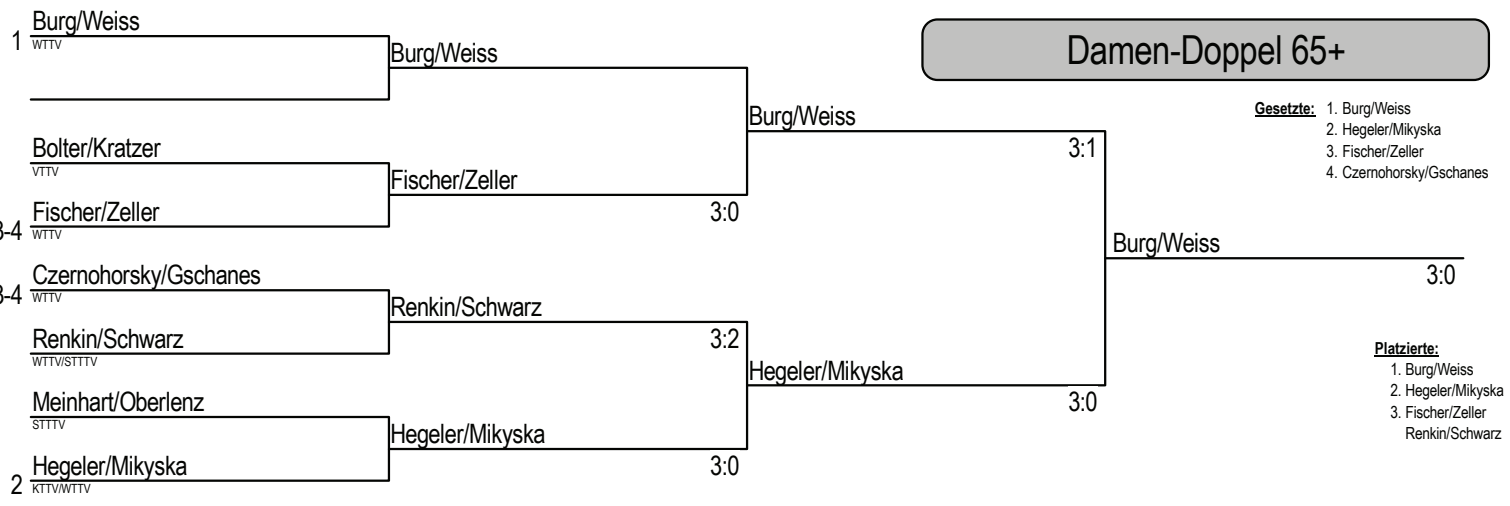 Damen-Doppel 65+
Gesetzte: 1. Burg/Weiss
2. Hegeler/Mikyska
3. Fischer/Zeller
4. Czernohorsky/Gschanes
1 Burg/Weiss
WTTV
Bolter/Kratzer
VTTV
3-4 Fischer/Zeller
WTTV
3-4 Czernohorsky/Gschanes
WTTV
Renkin/Schwarz
WTTV/STTTV
Meinhart/Oberlenz
STTTV
2 Hegeler/Mikyska
KTTV/WTTV
Burg/Weiss
Fischer/Zeller
3:0
Renkin/Schwarz
3:2
Hegeler/Mikyska
3:0
Burg/Weiss
3:1
Hegeler/Mikyska
3:0
Burg/Weiss
3:0
Platzierte:
1. Burg/Weiss
2. Hegeler/Mikyska
3. Fischer/Zeller
Renkin/Schwarz